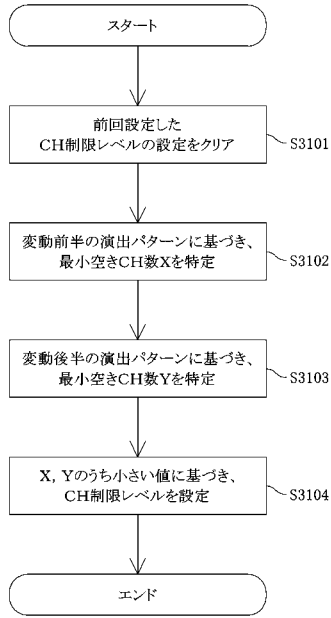 スタート
前回設定した
CH制限レベルの設定をクリア
S3101
変動前半の演出パターンに基づき、
最小空きCH数Xを特定
S3102
変動後半の演出パターンに基づき、
最小空きCH数Yを特定
S3103
X, Yのうち小さい値に基づき、
CH制限レベルを設定
S3104
エンド